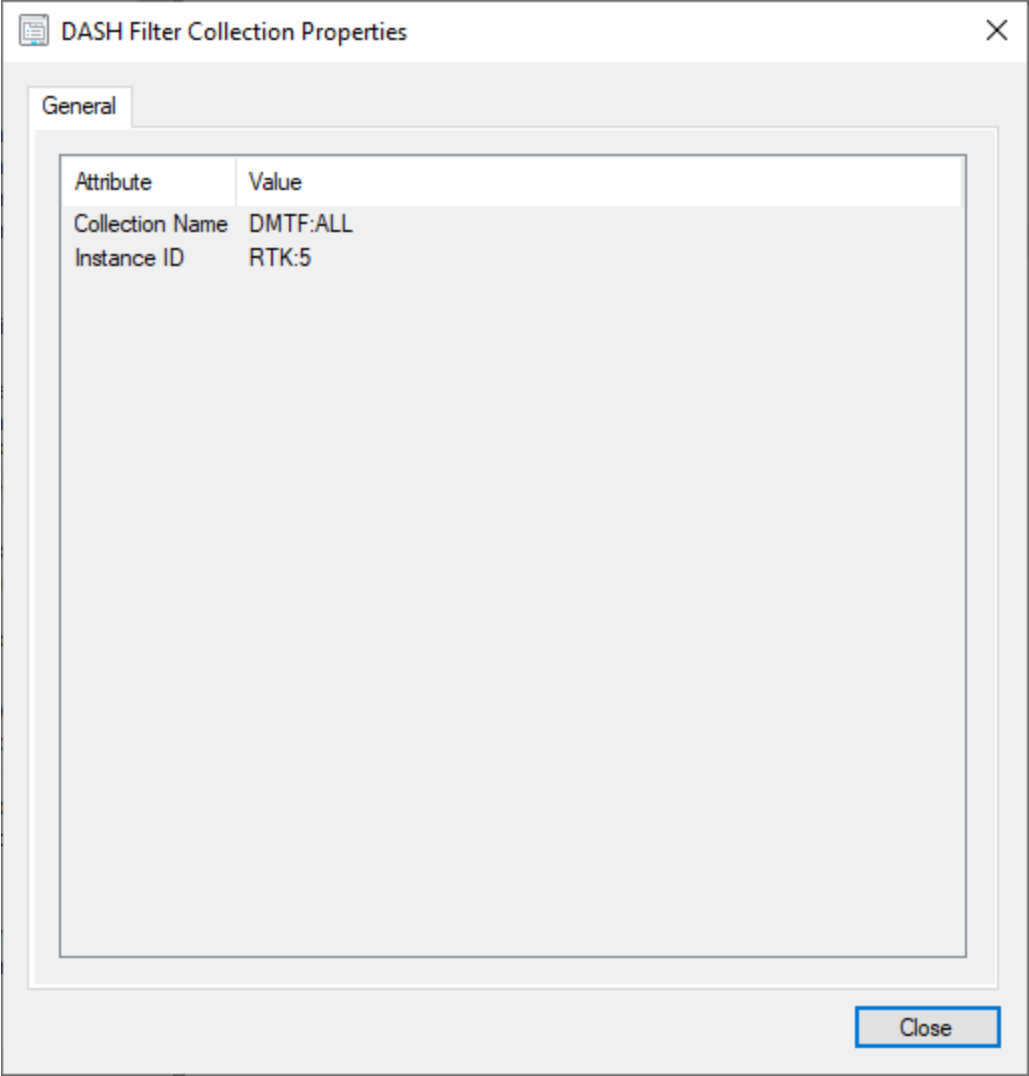 DASH Filter Collection Properties
General
Attribute Value
Collection Name DMTF:ALL
Instance ID RTK:5
Close